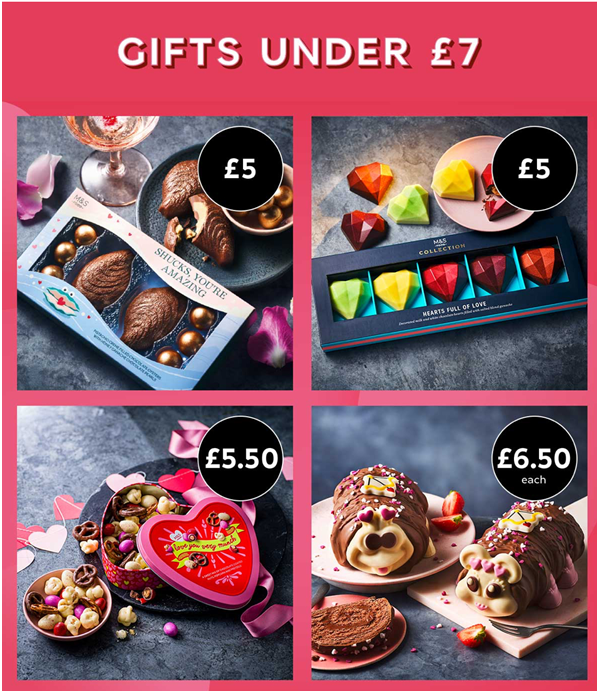 GIFTS UNDER £7
£5
M&S
SHUCKS, YOU'RE
AMAZING
£5
M&S
COLLECTION
HEARTS FULL OF LOVE
£5.50
love you very much
£6.50
each